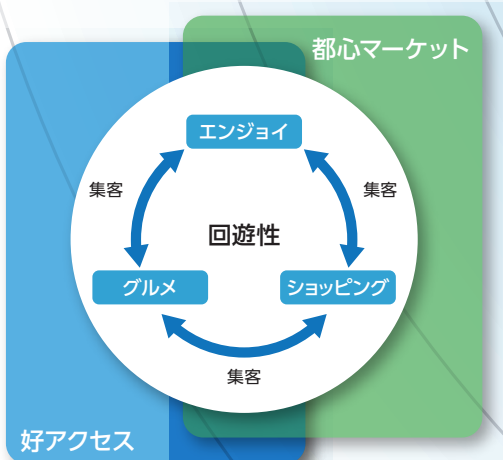 都心マーケット
エンジョイ
集客
集客
回遊性
グルメ
ショッピング
集客
好アクセス